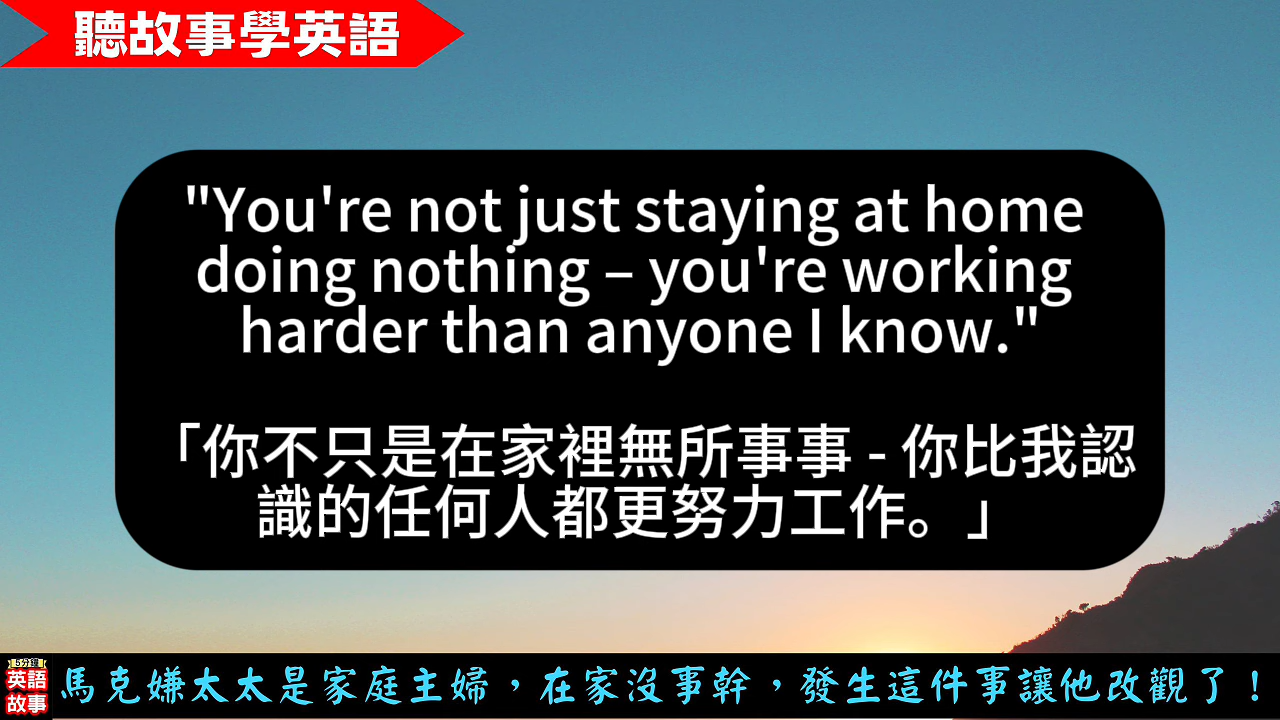 聽故事學英語
"You're not just staying at home
doing nothing – you're working
harder than anyone I know."
「你不只是在家裡無所事事 - 你比我認
識的任何人都更努力工作。」
5分鐘
英語
故事
馬克嫌太太是家庭主婦，在家沒事幹，發生這件事讓他改觀了！